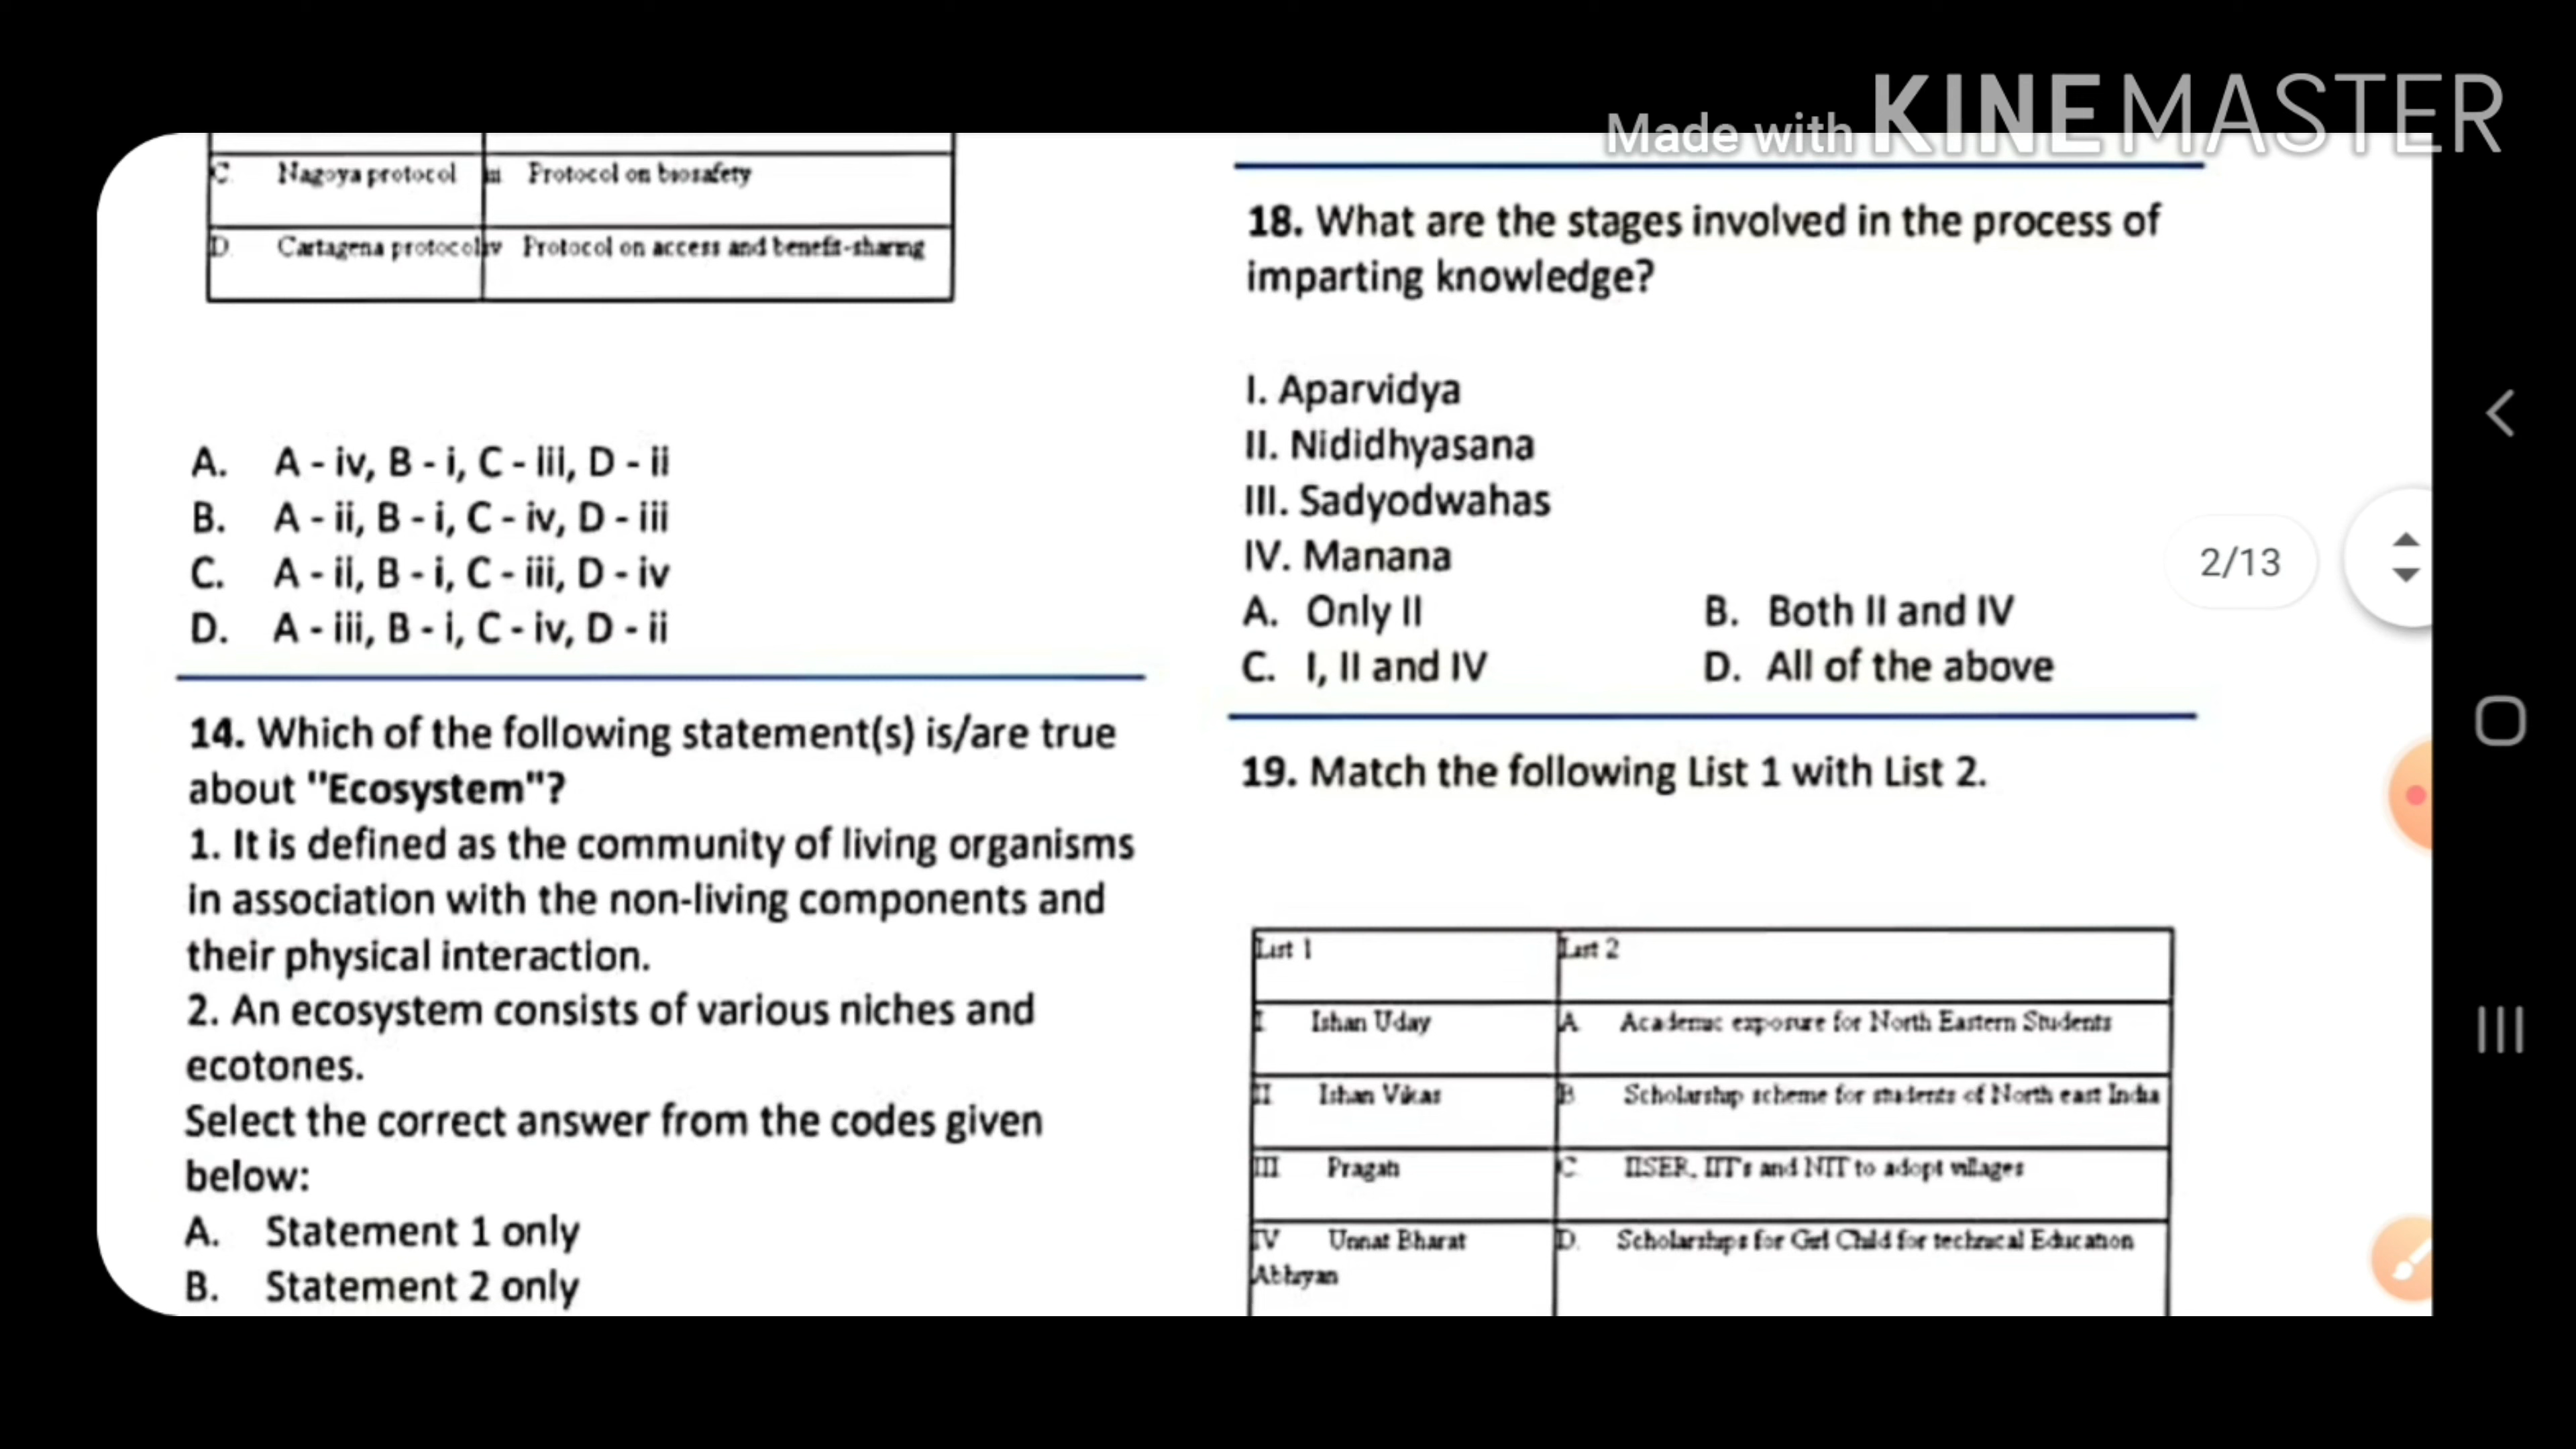 Made with KINEMASTER
C. Nagoya protocol iii Protocol on biosafety
D. Cartagena protocol iv Protocol on access and benefit-sharing
A. A - iv, B - i, C - iii, D - ii
B. A - ii, B - i, C - iv, D - iii
C. A - ii, B - i, C - iii, D - iv
D. A - iii, B - i, C - iv, D - ii
14. Which of the following statement(s) is/are true
about "Ecosystem"?
1. It is defined as the community of living organisms
in association with the non-living components and
their physical interaction.
2. An ecosystem consists of various niches and
ecotones.
Select the correct answer from the codes given
below:
A. Statement 1 only
B. Statement 2 only
18. What are the stages involved in the process of
imparting knowledge?
I. Aparvidya
II. Nididhyasana
III. Sadyodwahas
IV. Manana
A. Only II B. Both II and IV
C. I, II and IV D. All of the above
19. Match the following List 1 with List 2.
List 1 List 2
I Ishan Uday A Academic exposure for North Eastern Students
II Ishan Vikas B Scholarship scheme for students of North east India
III Pragati C. IISER, IIT's and NIT to adopt villages
IV Unnat Bharat D. Scholarships for Girl Child for technical Education
Abhiyan
2/13